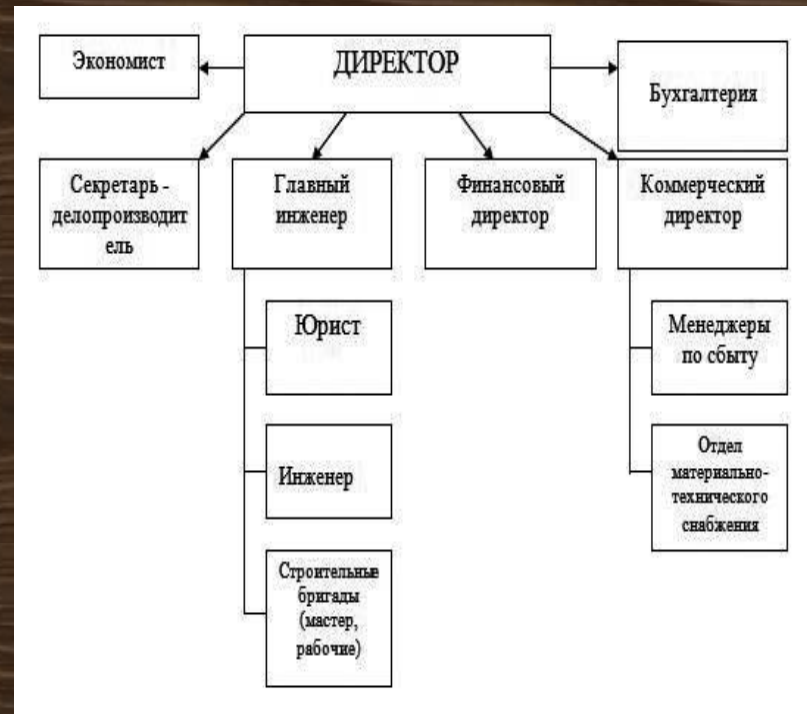 Экономист
ДИРЕКТОР
Бухгалтерия
Секретарь -
делопроизводит
ель
Главный
инженер
Финансовый
директор
Коммерческий
директор
Юрист
Менеджеры
по сбыту
Инженер
Отдел
материально-
технического
снабжения
Строительные
бригады
(мастер,
рабочие)